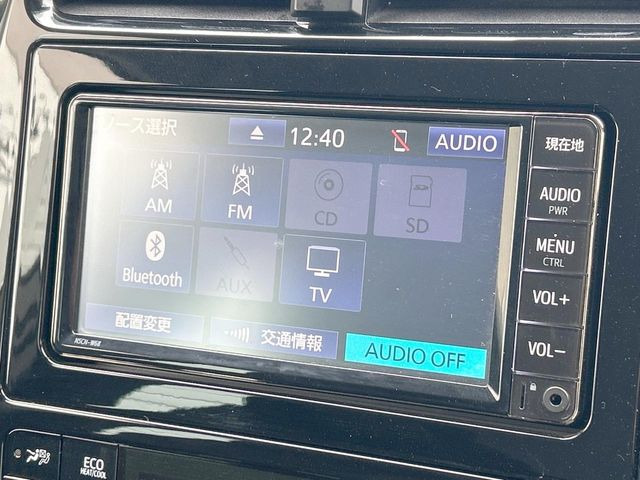 ソース選択
12:40
AUDIO
現在地
AM
FM
CD
SD
AUDIO
PWR
Bluetooth
AUX
TV
MENU
CTRL
VOL+
配置変更
交通情報
AUDIO OFF
VOL−
NSCN-W68
ECO
HEAT/COOL